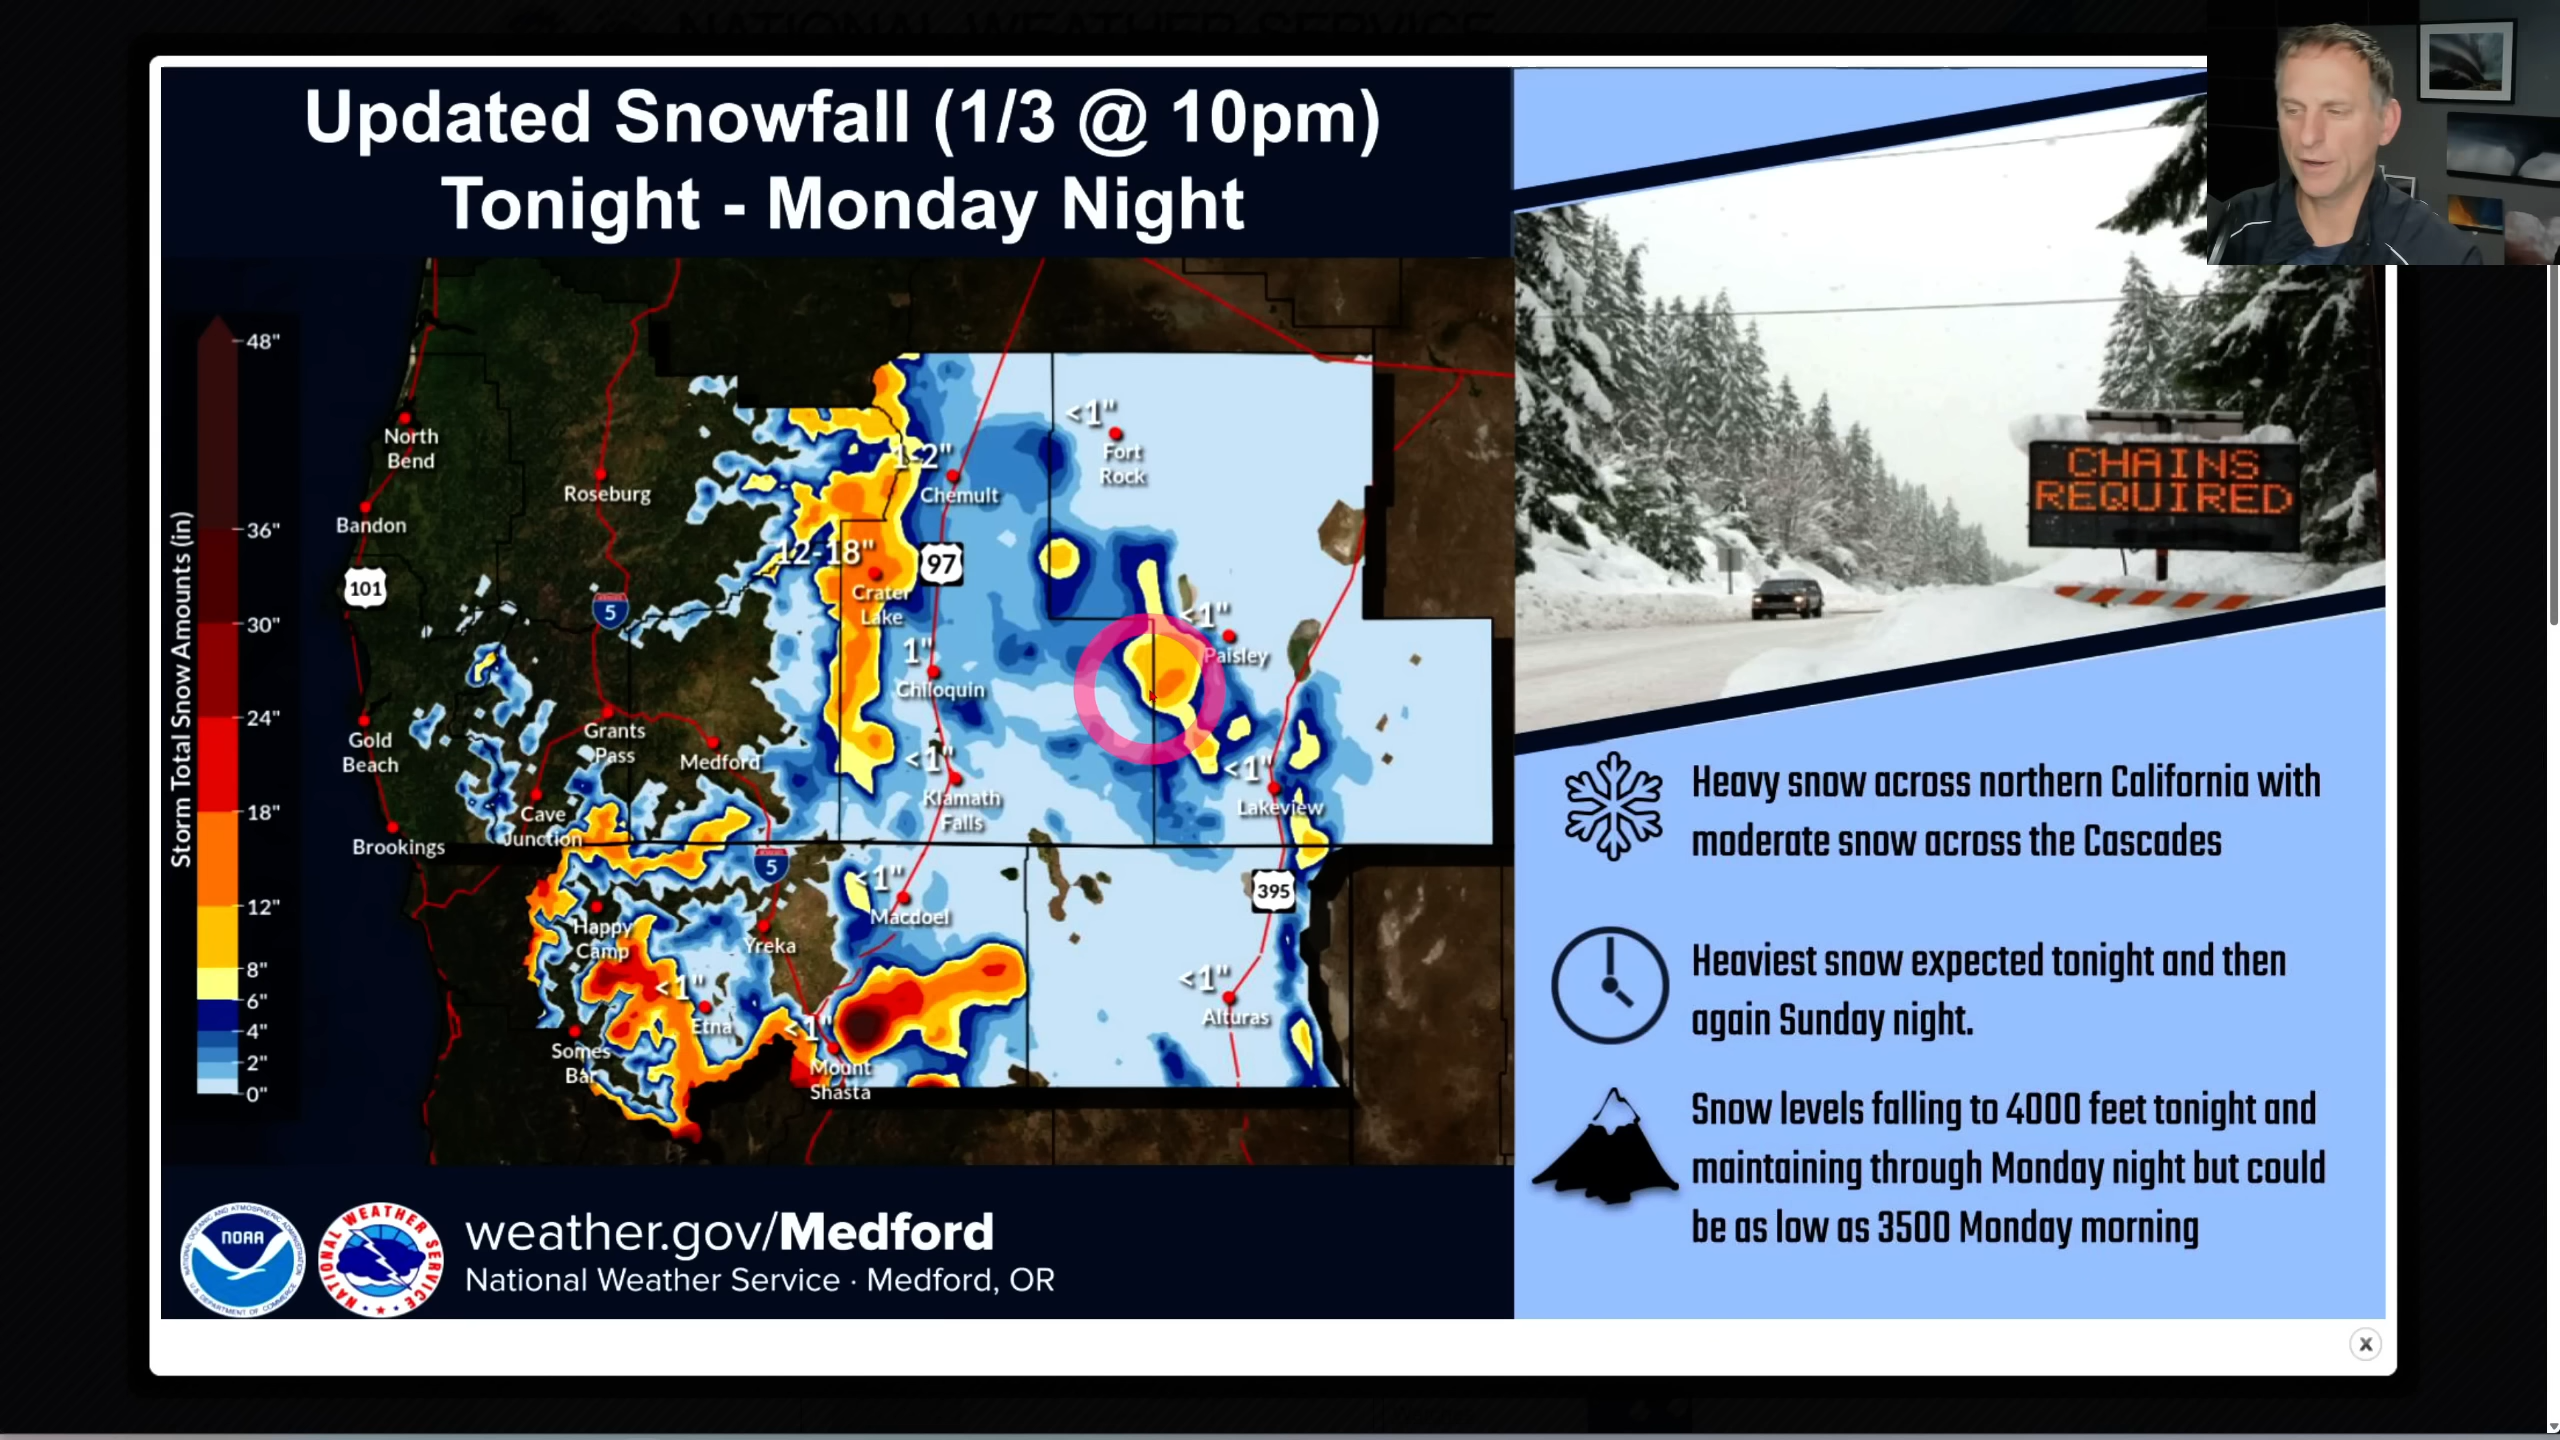 Updated Snowfall (1/3 @ 10pm)
Tonight - Monday Night
Storm Total Snow Amounts (in)
48"
36"
30"
24"
18"
12"
8"
6"
4"
2"
0"
North
Bend
Bandon
101
Gold
Beach
Brookings
Roseburg
5
Grants
Pass
Medford
Cave
Junction
1-2"
Chemult
<1"
Fort
Rock
12-18"
97
Crater
Lake
1"
Chiloquin
<1"
Paisley
<1"
Klamath
Falls
<1"
Lakeview
5
<1"
Macdoel
395
Happy
Camp
Yreka
<1"
Etna
<1"
Alturas
Somes
Bar
<1"
Mount
Shasta
CHAINS
REQUIRED
Heavy snow across northern California with
moderate snow across the Cascades
Heaviest snow expected tonight and then
again Sunday night.
Snow levels falling to 4000 feet tonight and
maintaining through Monday night but could
be as low as 3500 Monday morning
NOAA
NATIONAL WEATHER SERVICE
weather.gov/Medford
National Weather Service · Medford, OR
x